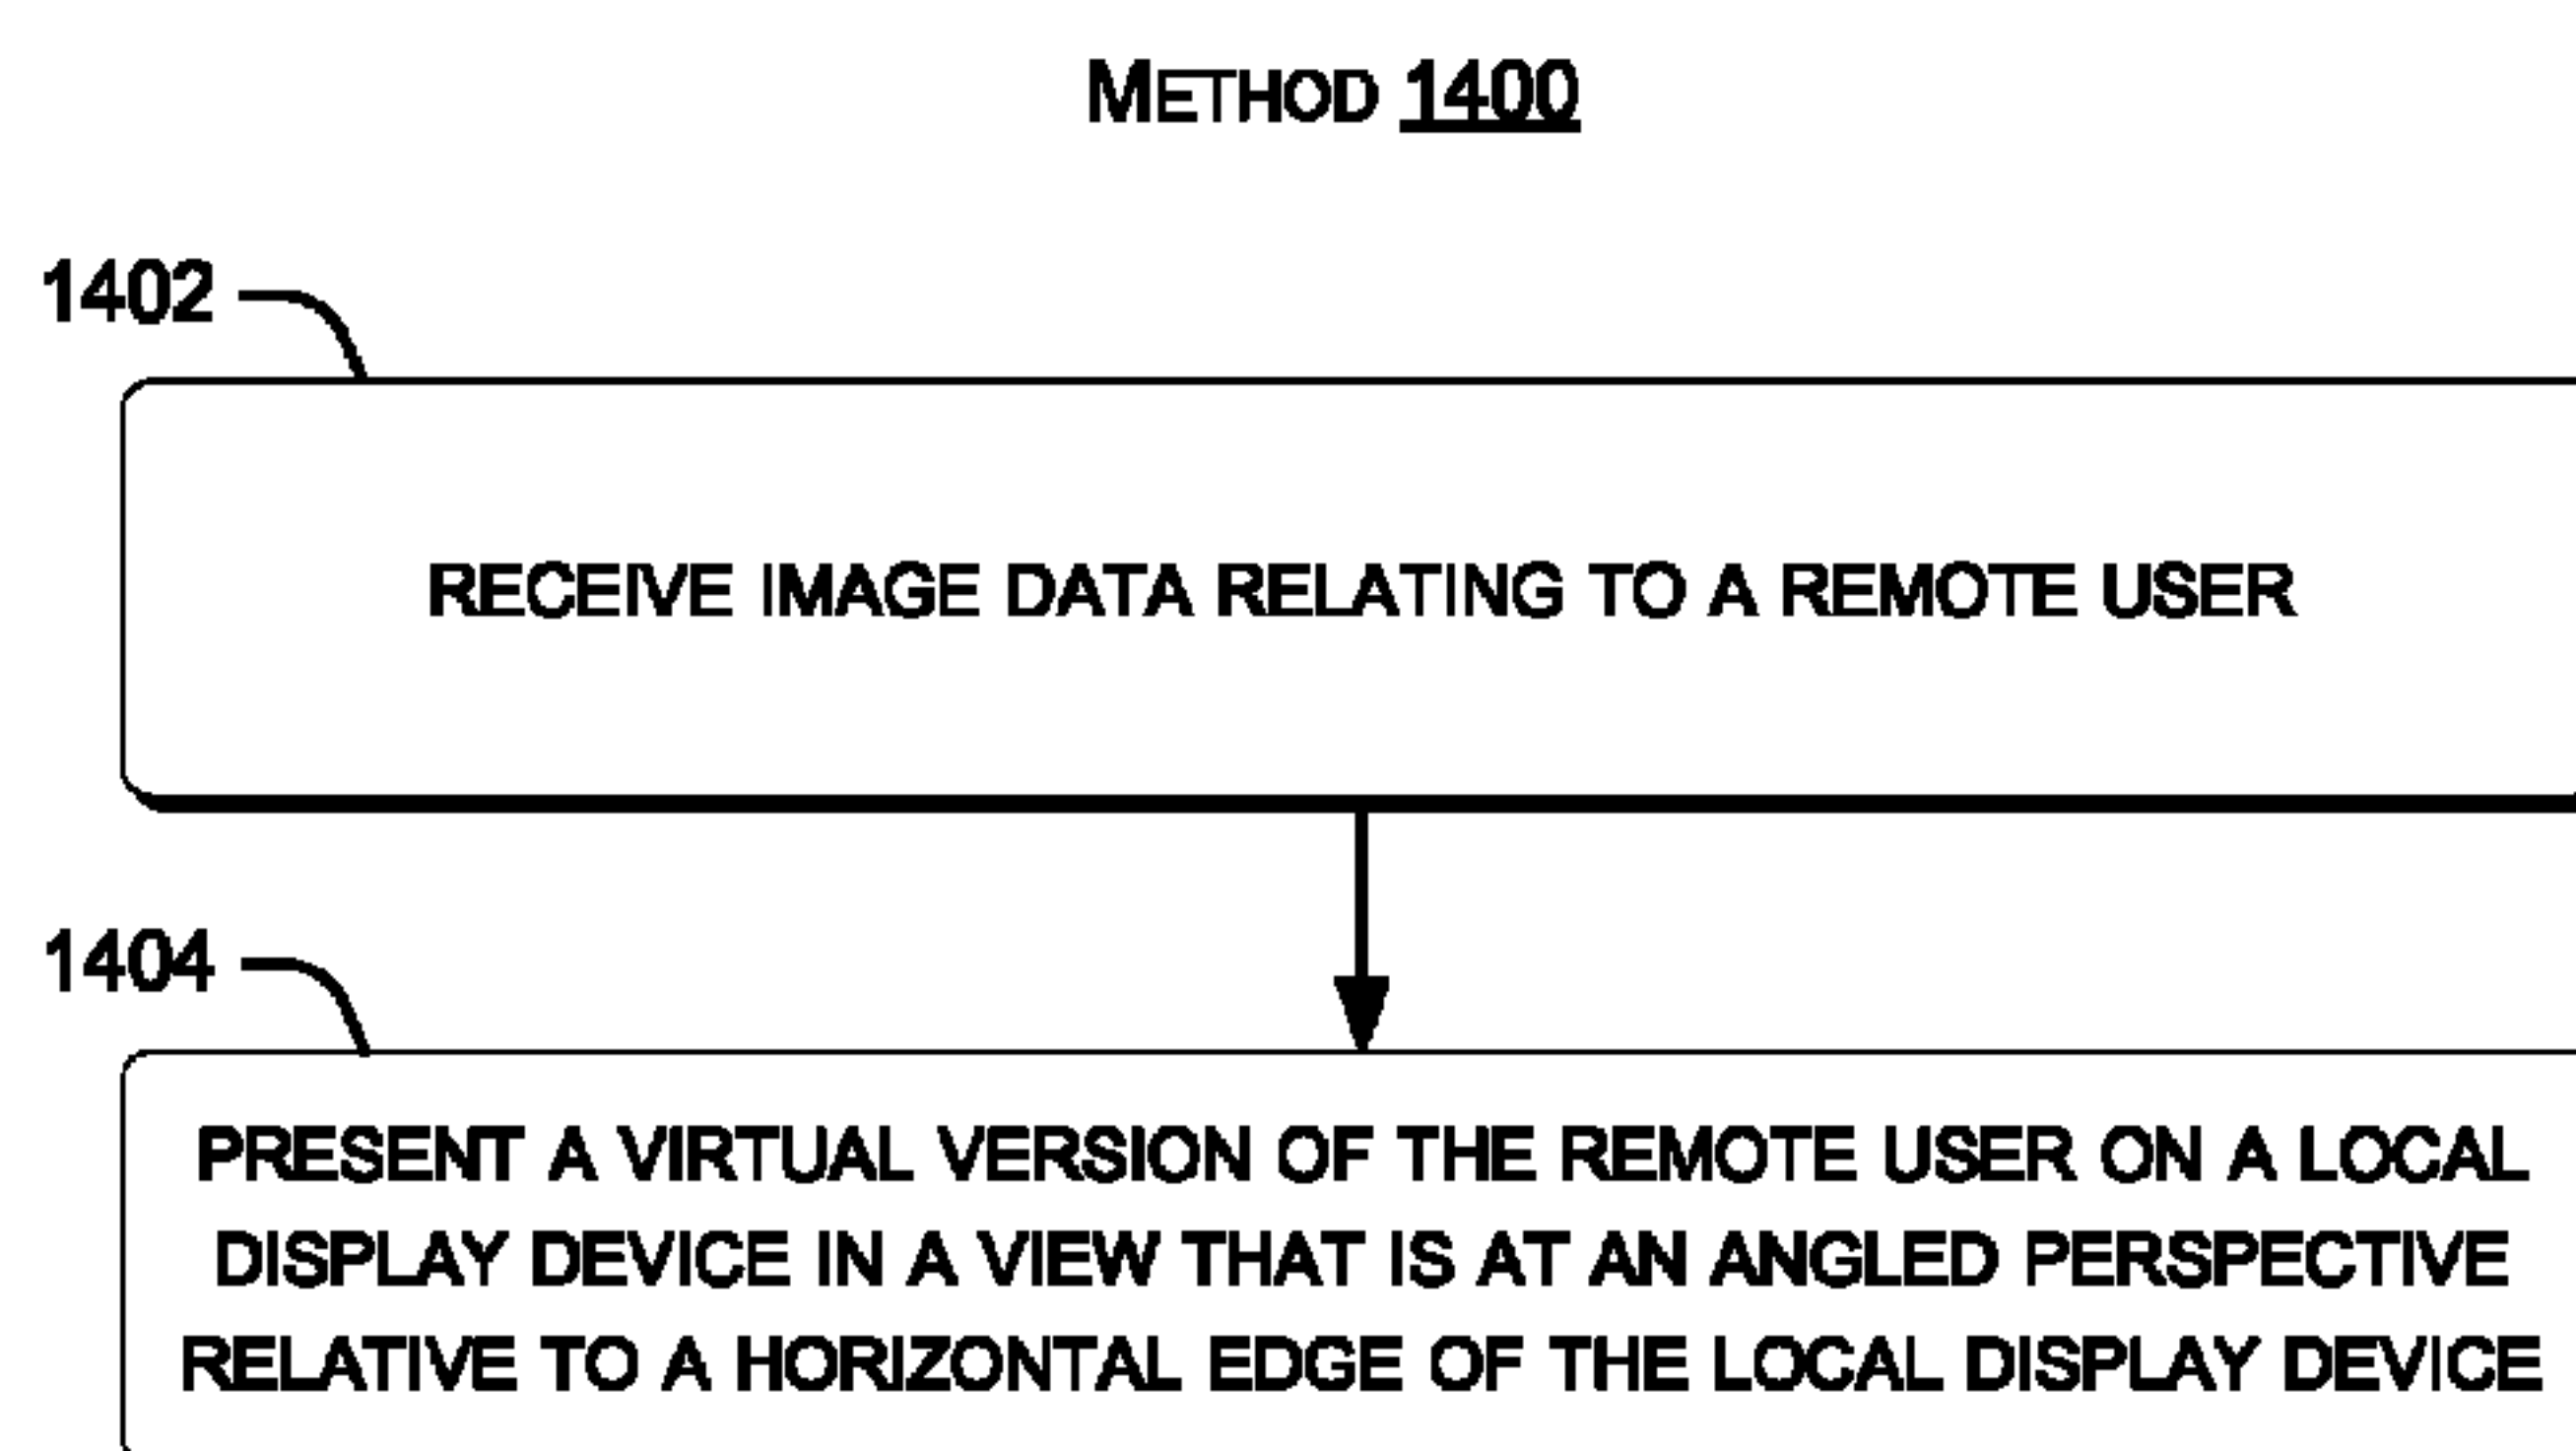 METHOD 1400
1402
RECEIVE IMAGE DATA RELATING TO A REMOTE USER
1404
PRESENT A VIRTUAL VERSION OF THE REMOTE USER ON A LOCAL
DISPLAY DEVICE IN A VIEW THAT IS AT AN ANGLED PERSPECTIVE
RELATIVE TO A HORIZONTAL EDGE OF THE LOCAL DISPLAY DEVICE